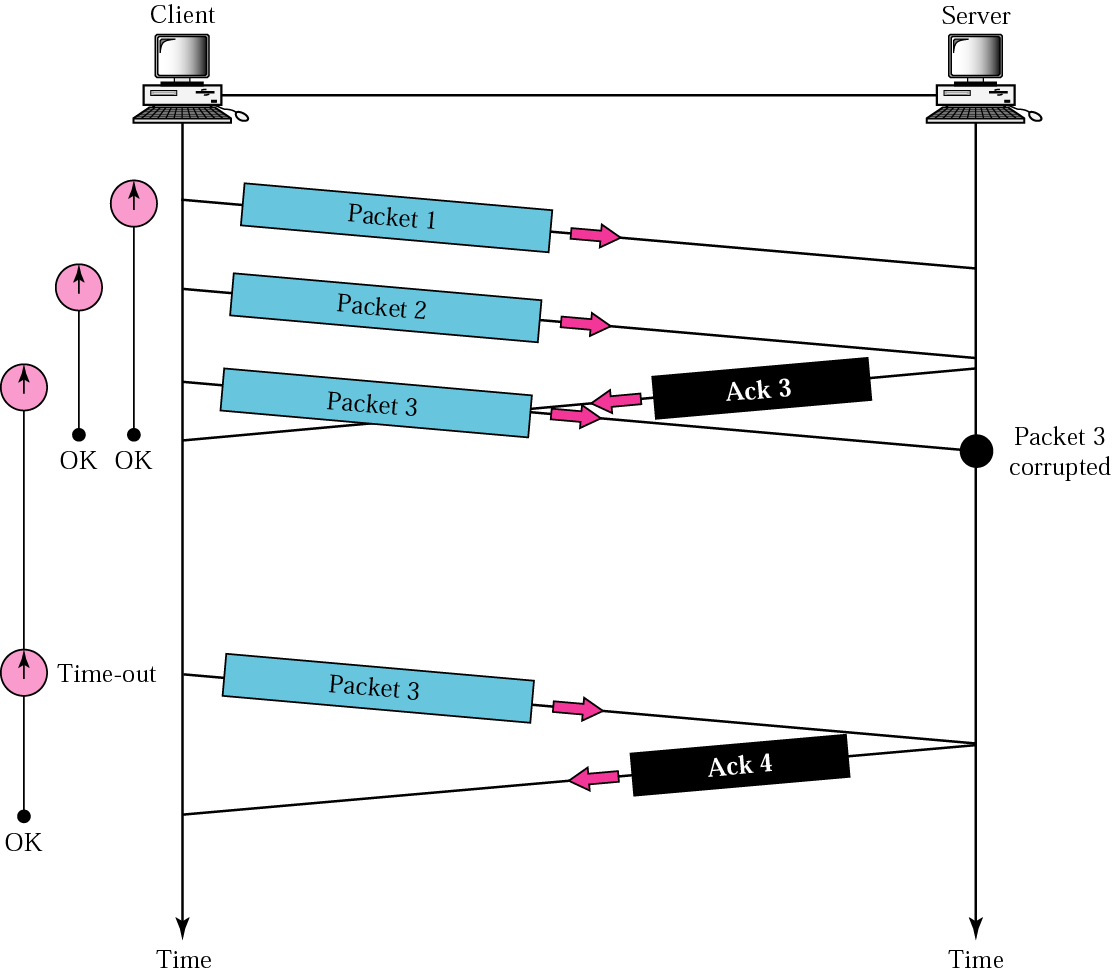 Client
Server
Packet 1
Packet 2
Ack 3
Packet 3
Packet 3
corrupted
OK
OK
Time-out
Packet 3
Ack 4
OK
Time
Time